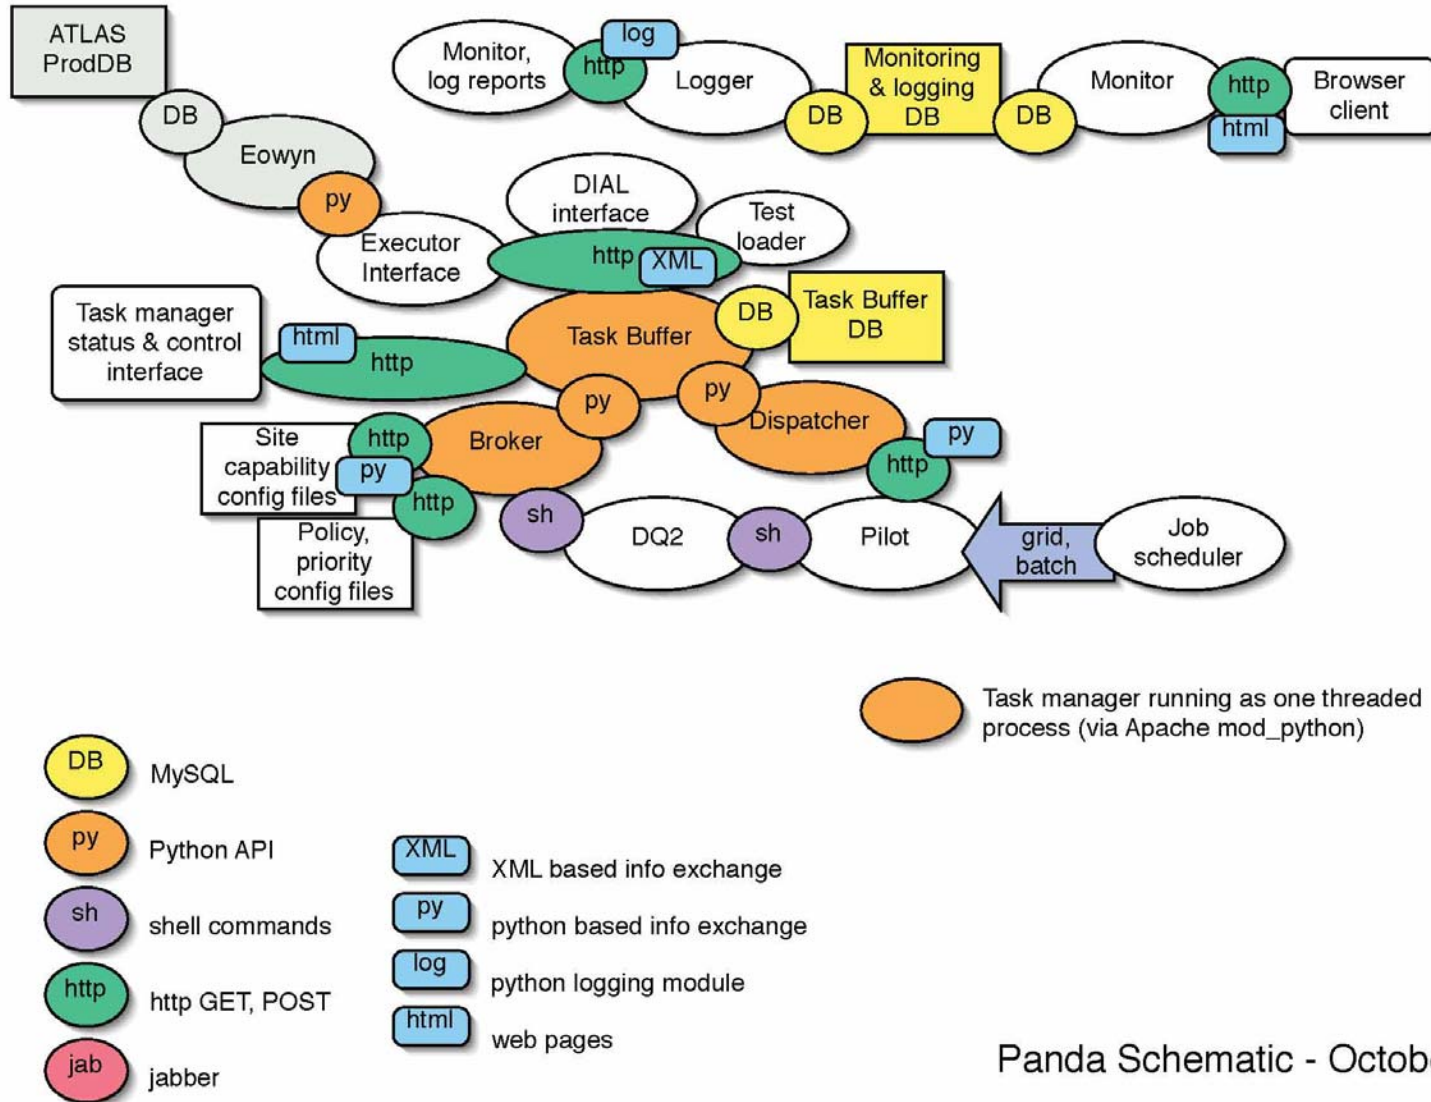 ATLAS
ProdDB
DB
Eowyn
py
Executor
Interface
Monitor,
log reports
http
log
Logger
DB
Monitoring
& logging
DB
DB
Monitor
http
html
Browser
client
DIAL
interface
Test
loader
http
XML
Task manager
status & control
interface
html
http
Task Buffer
DB
Task Buffer
DB
py
py
Site
capability
config files
http
py
http
Broker
Dispatcher
http
py
Policy,
priority
config files
sh
DQ2
sh
Pilot
grid,
batch
Job
scheduler
Task manager running as one threaded
process (via Apache mod_python)
DB
MySQL
py
Python API
sh
shell commands
http
http GET, POST
jab
jabber
XML
XML based info exchange
py
python based info exchange
log
python logging module
html
web pages
Panda Schematic - Octobe